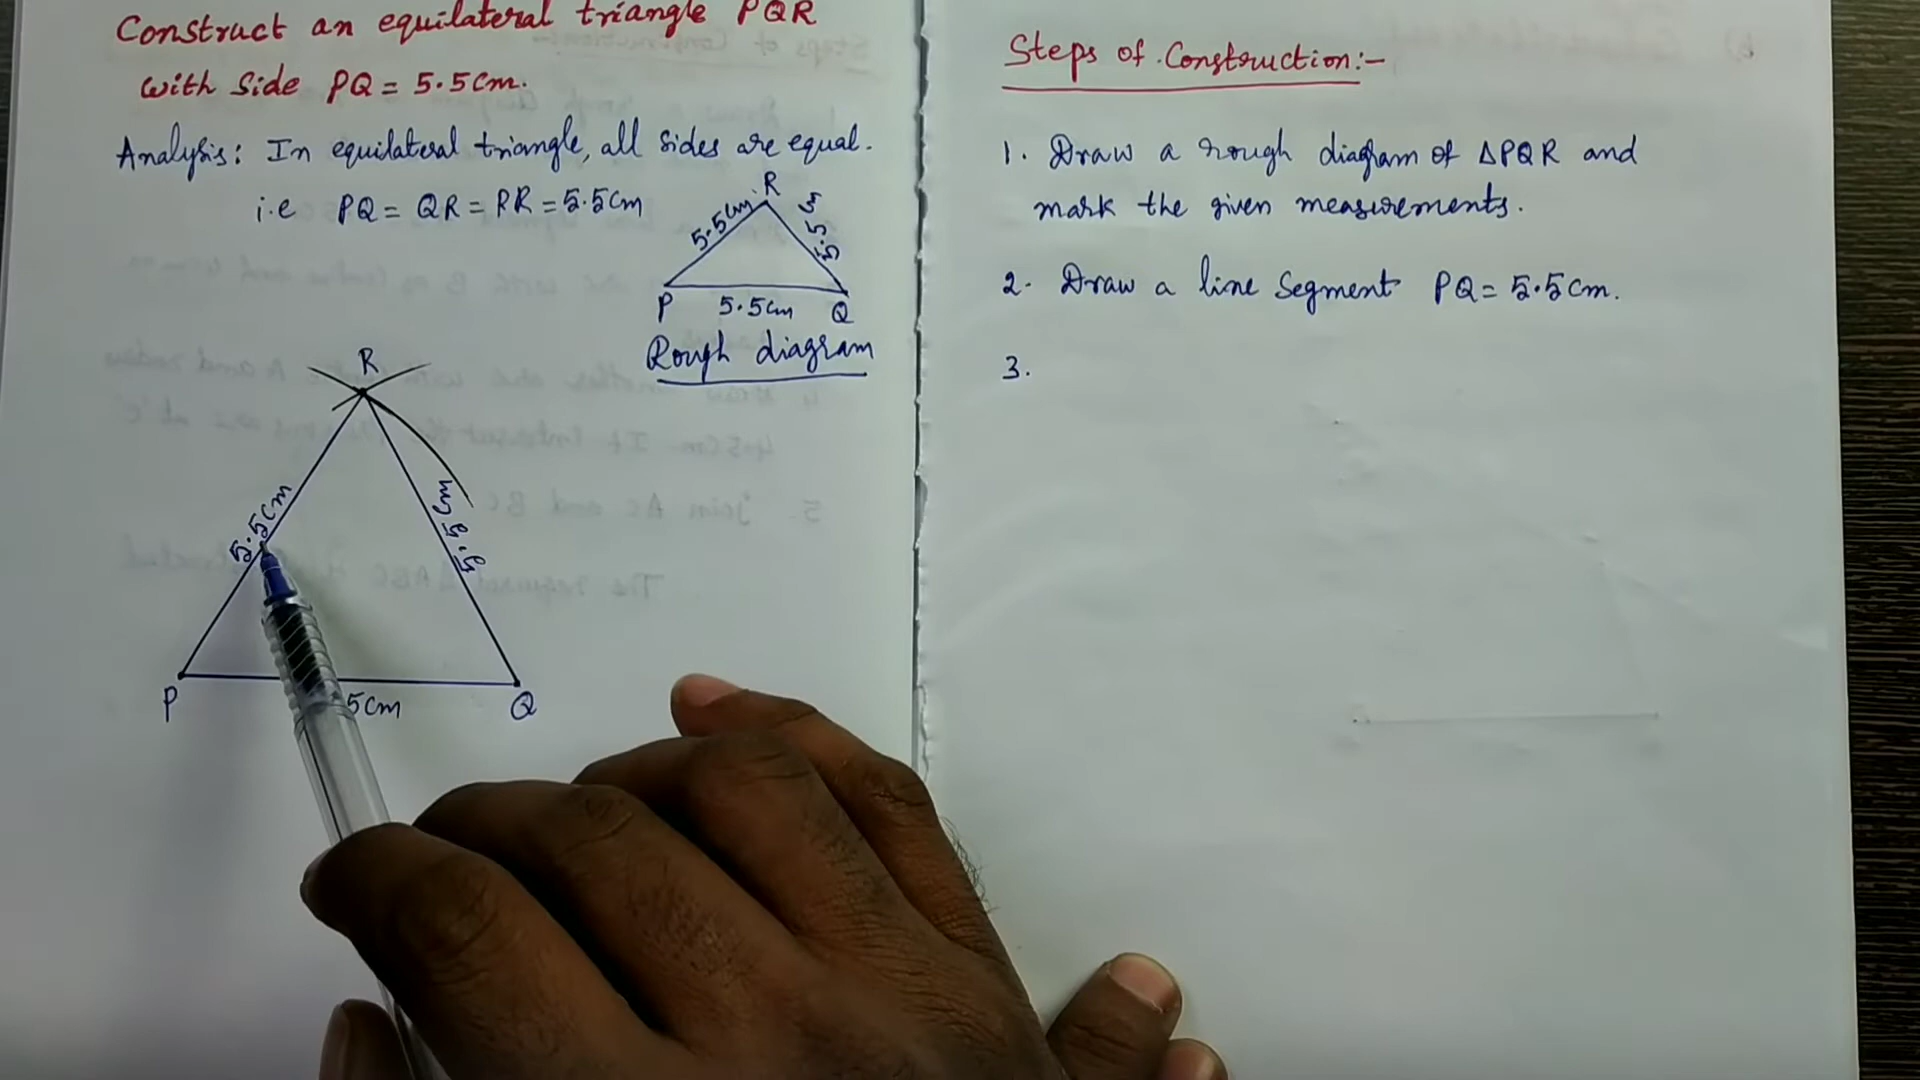 Construct an equilateral triangle PQR
with side PQ = 5.5cm.
Analysis: In equilateral triangle, all sides are equal.
i.e PQ = QR = PR = 5.5cm
R
5.5cm
5.5cm
P 5.5cm Q
Rough diagram
R
5.5cm
5.5cm
P 5cm Q
Steps of Construction:-
1. Draw a rough diagram of ΔPQR and
mark the given measurements.
2. Draw a line segment PQ = 5.5cm.
3.